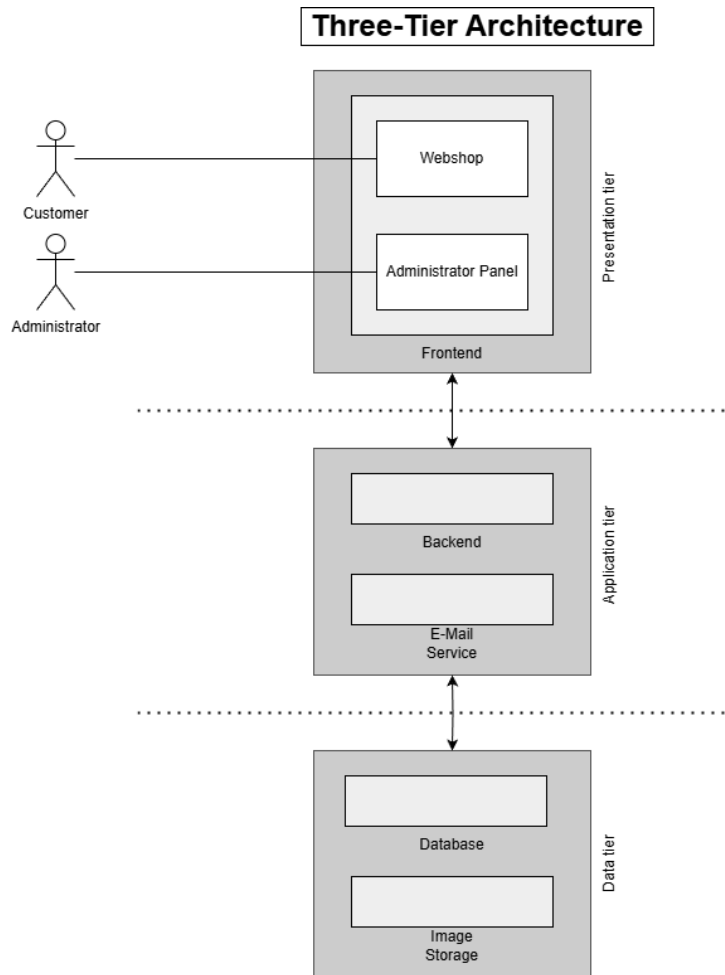 Three-Tier Architecture
Webshop
Customer
Presentation tier
Administrator Panel
Administrator
Frontend
Backend
Application tier
E-Mail
Service
Database
Data tier
Image
Storage